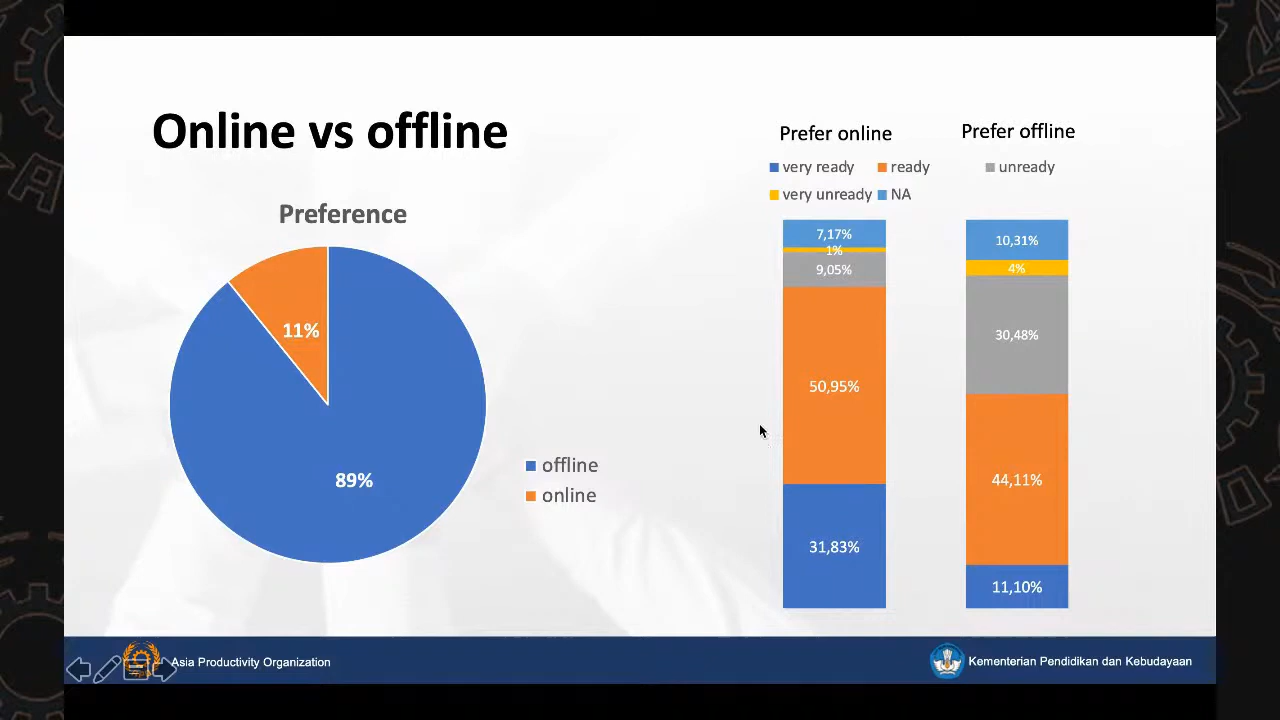 Online vs offline
Preference
11%
89%
offline
online
Prefer online
Prefer offline
very ready
ready
unready
very unready
NA
7,17%
1%
9,05%
50,95%
31,83%
10,31%
4%
30,48%
44,11%
11,10%
Asia Productivity Organization
Kementerian Pendidikan dan Kebudayaan